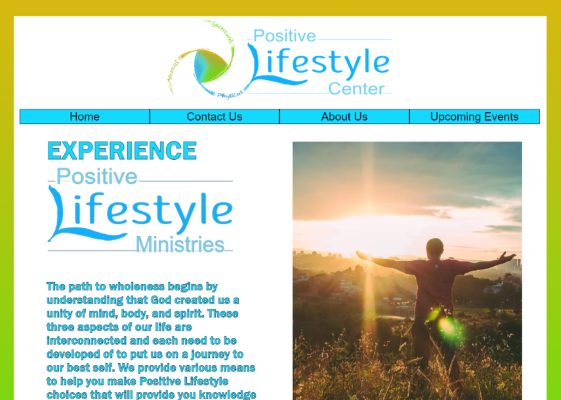 Positive
Lifestyle
Center
Physical
Home
Contact Us
About Us
Upcoming Events
EXPERIENCE
Positive
Lifestyle
Ministries
The path to wholeness begins by
understanding that God created us a
unity of mind, body, and spirit. These
three aspects of our life are
interconnected and each need to be
developed of to put us on a journey to
our best self. We provide various means
to help you make Positive Lifestyle
choices that will provide you knowledge